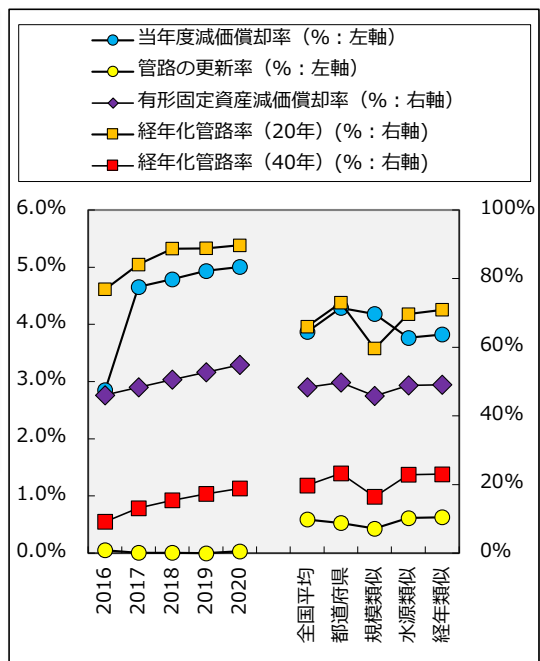 当年度減価償却率（%：左軸）
管路の更新率（%：左軸）
有形固定資産減価償却率（%：右軸）
経年化管路率（20年）(%：右軸)
経年化管路率（40年）(%：右軸)
6.0% 100%
5.0%
80%
4.0%
60%
3.0%
40%
2.0%
20%
1.0%
0.0% 0%
2016 2017 2018 2019 2020 全国平均 都道府県 規模類似 水源類似 経年類似